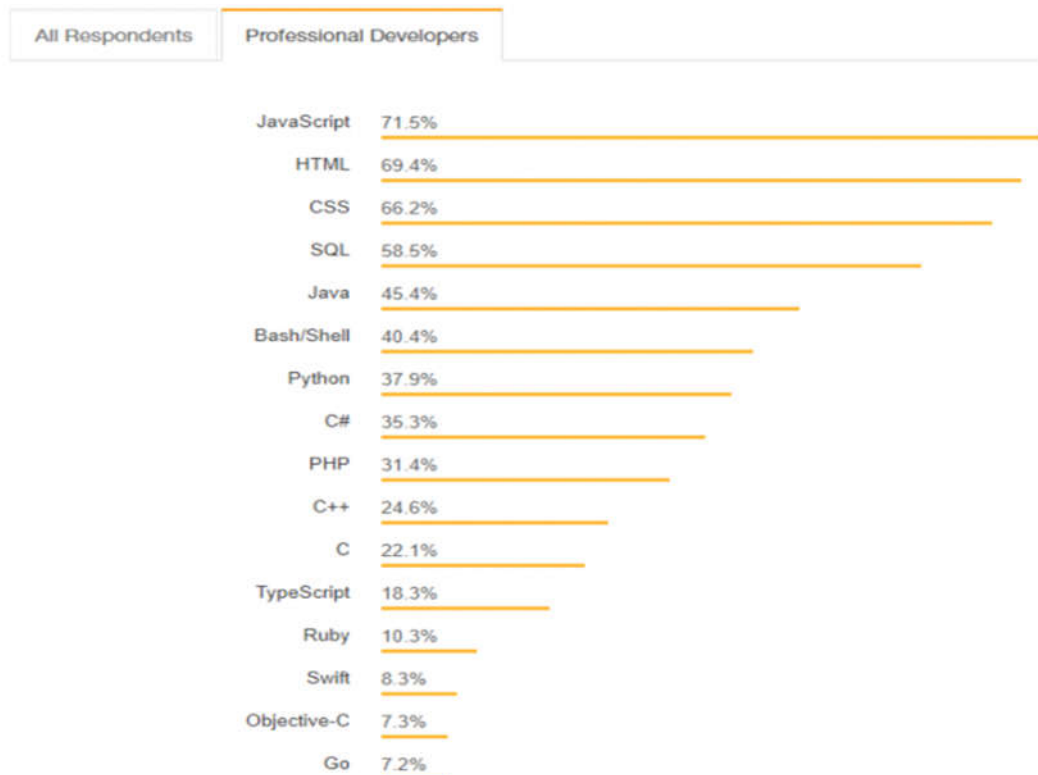 All Respondents Professional Developers
JavaScript 71.5%
HTML 69.4%
CSS 66.2%
SQL 58.5%
Java 45.4%
Bash/Shell 40.4%
Python 37.9%
C# 35.3%
PHP 31.4%
C++ 24.6%
C 22.1%
TypeScript 18.3%
Ruby 10.3%
Swift 8.3%
Objective-C 7.3%
Go 7.2%